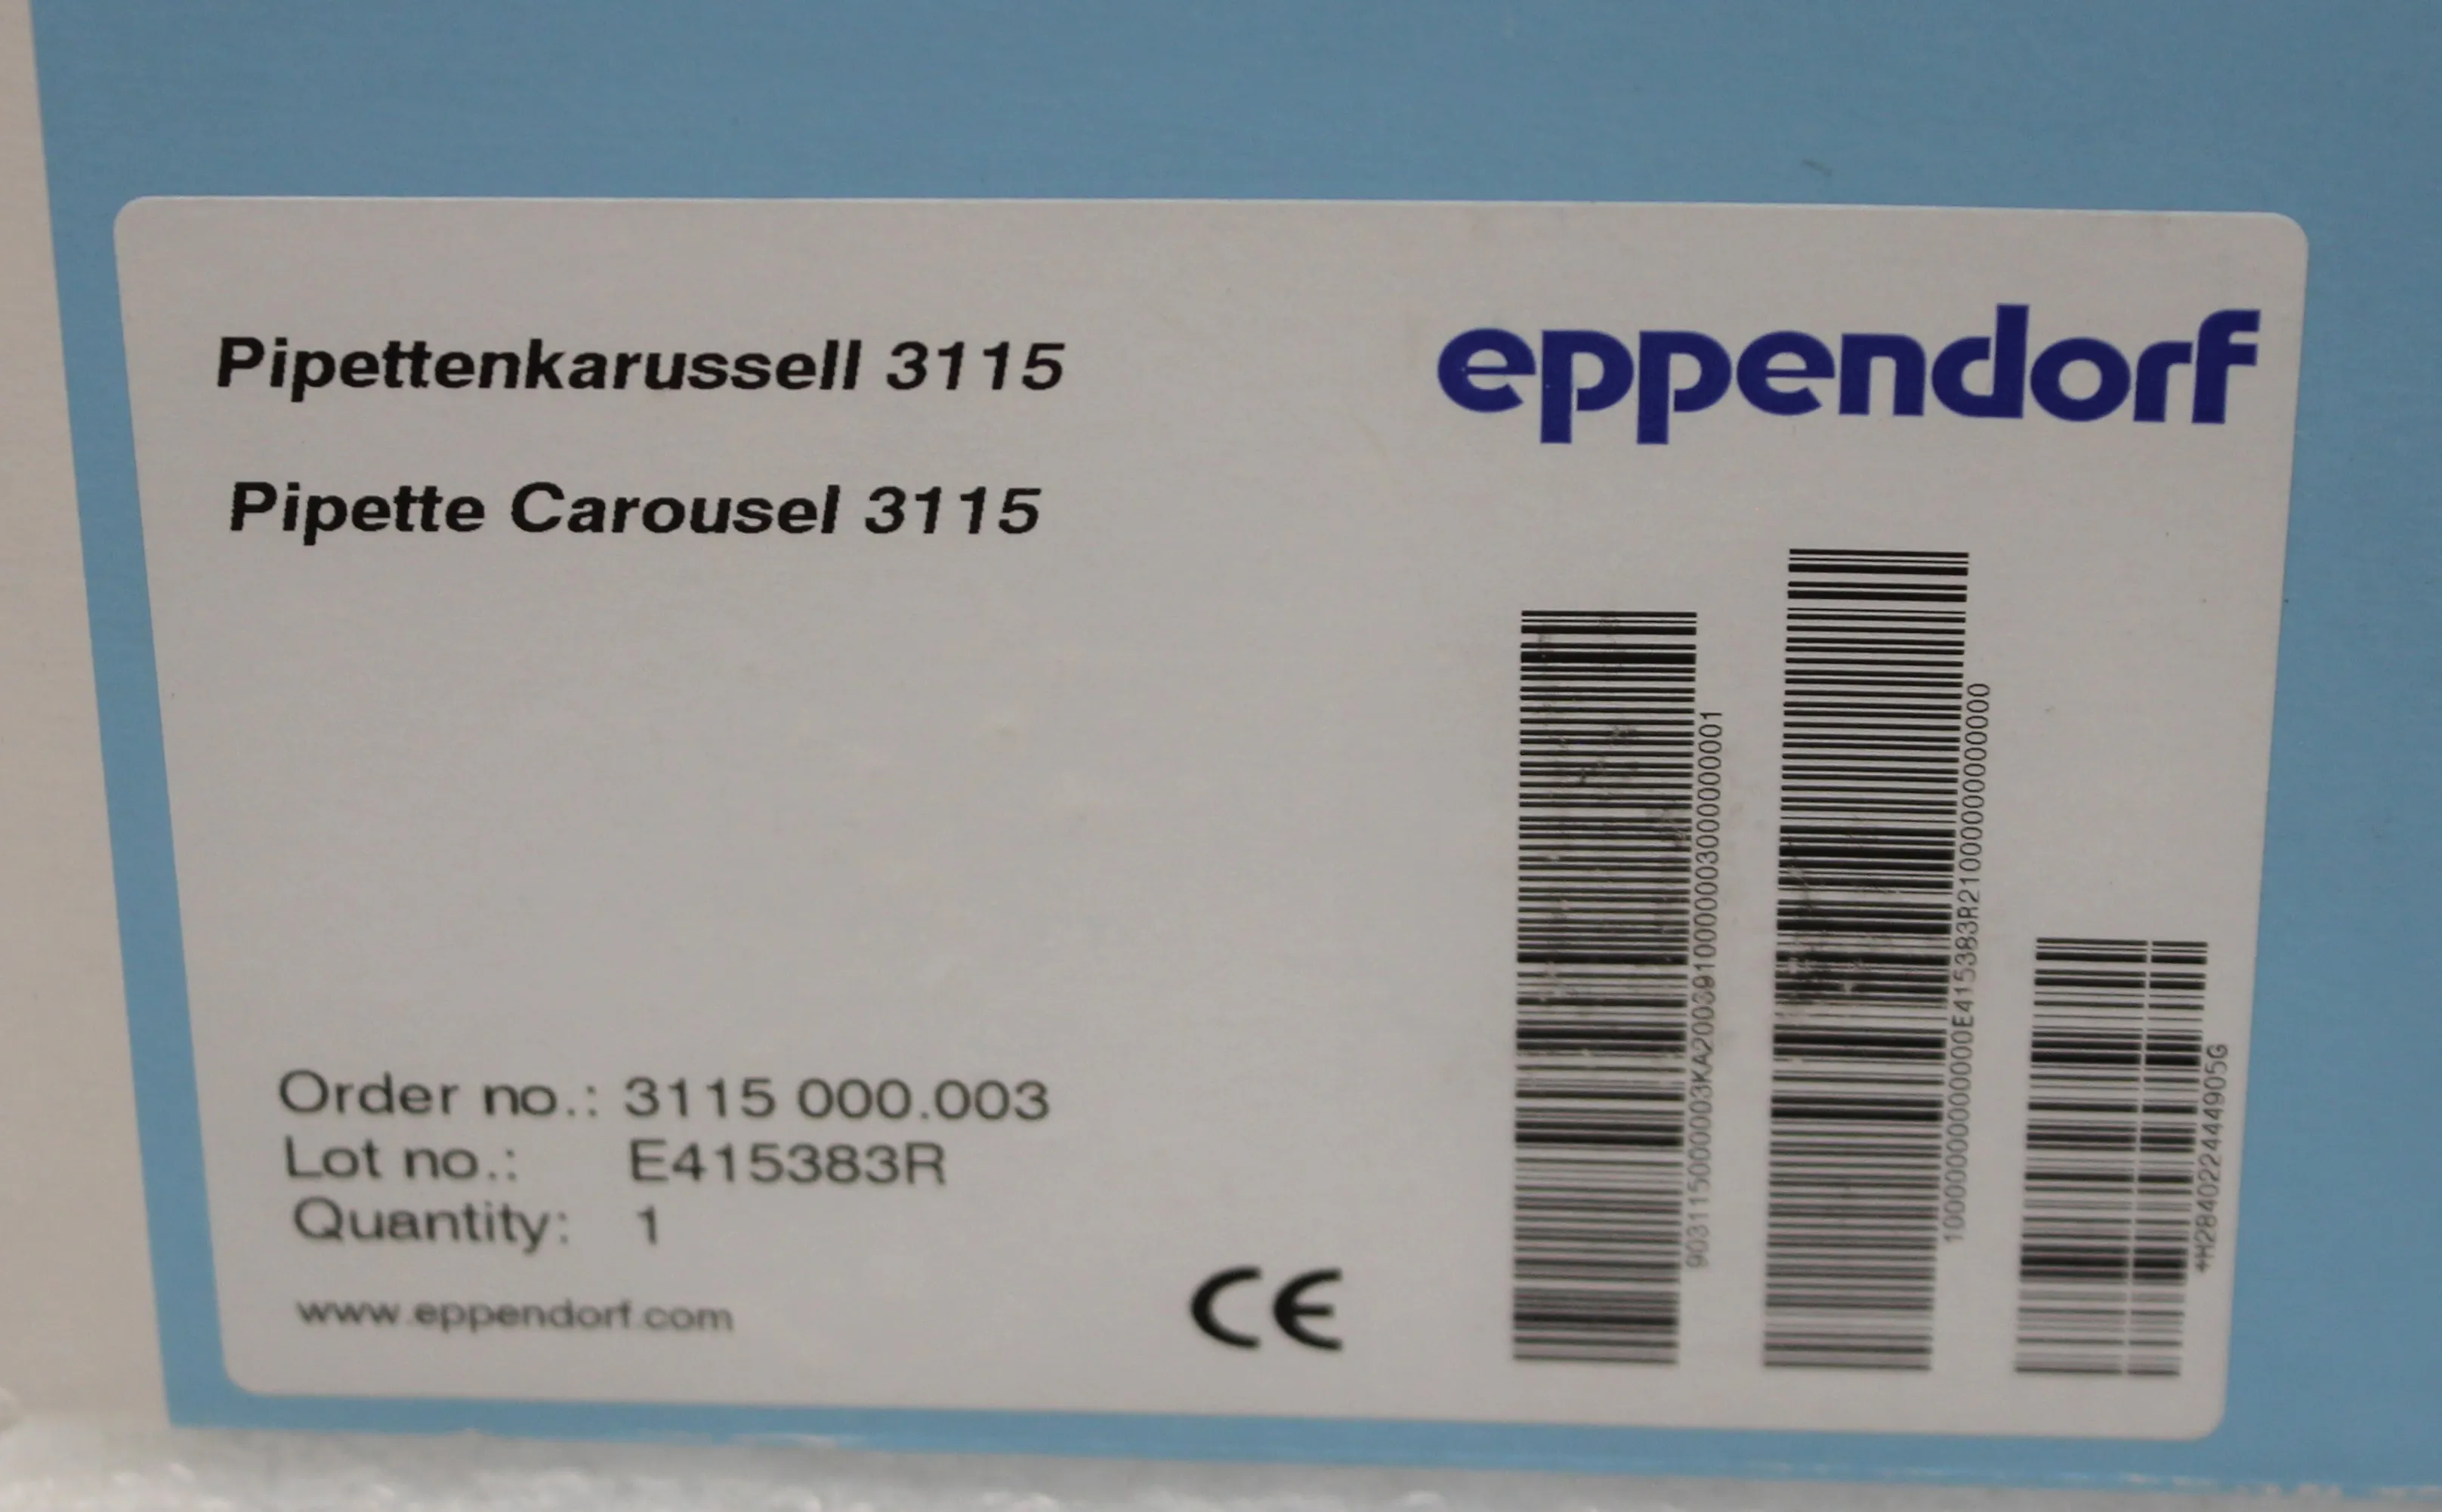 Pipettenkarussell 3115
eppendorf
Pipette Carousel 3115
Order no.: 3115 000.003
Lot no.: E415383R
Quantity: 1
www.eppendorf.com
CE
+H2840222444905G